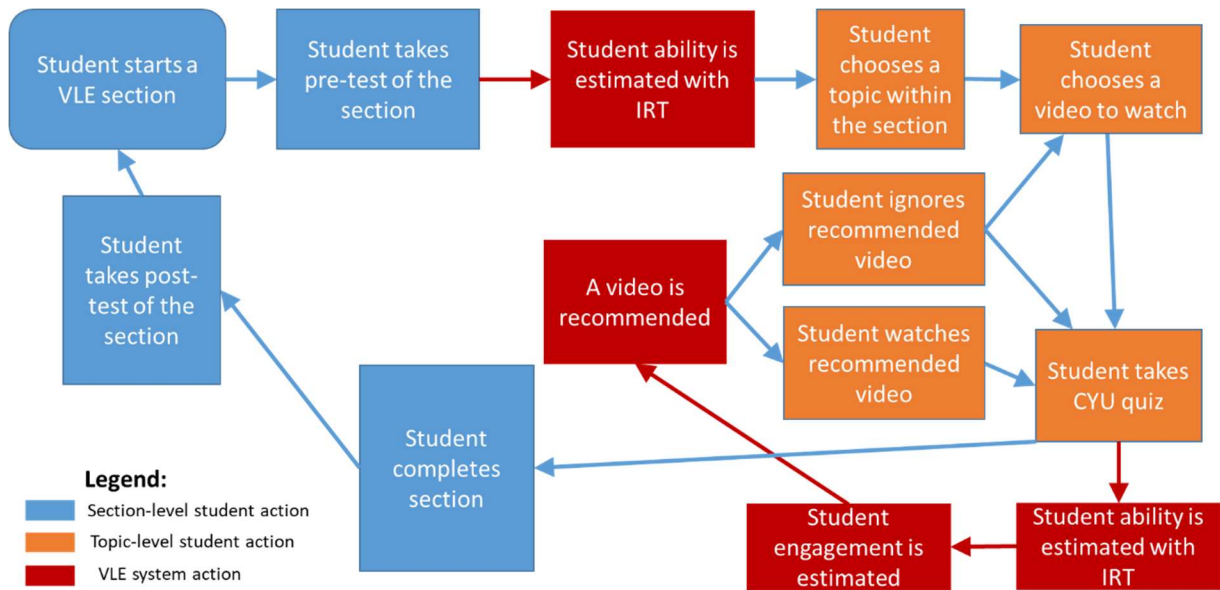 Student starts a
VLE section
Student takes
pre-test of the
section
Student ability is
estimated with
IRT
Student
chooses a
topic within
the section
Student
chooses a
video to watch
Student ignores
recommended
video
Student
takes post-
test of the
section
A video is
recommended
Student watches
recommended
video
Student takes
CYU quiz
Student
completes
section
Student
engagement is
estimated
Student ability is
estimated with
IRT
Legend:
Section-level student action
Topic-level student action
VLE system action